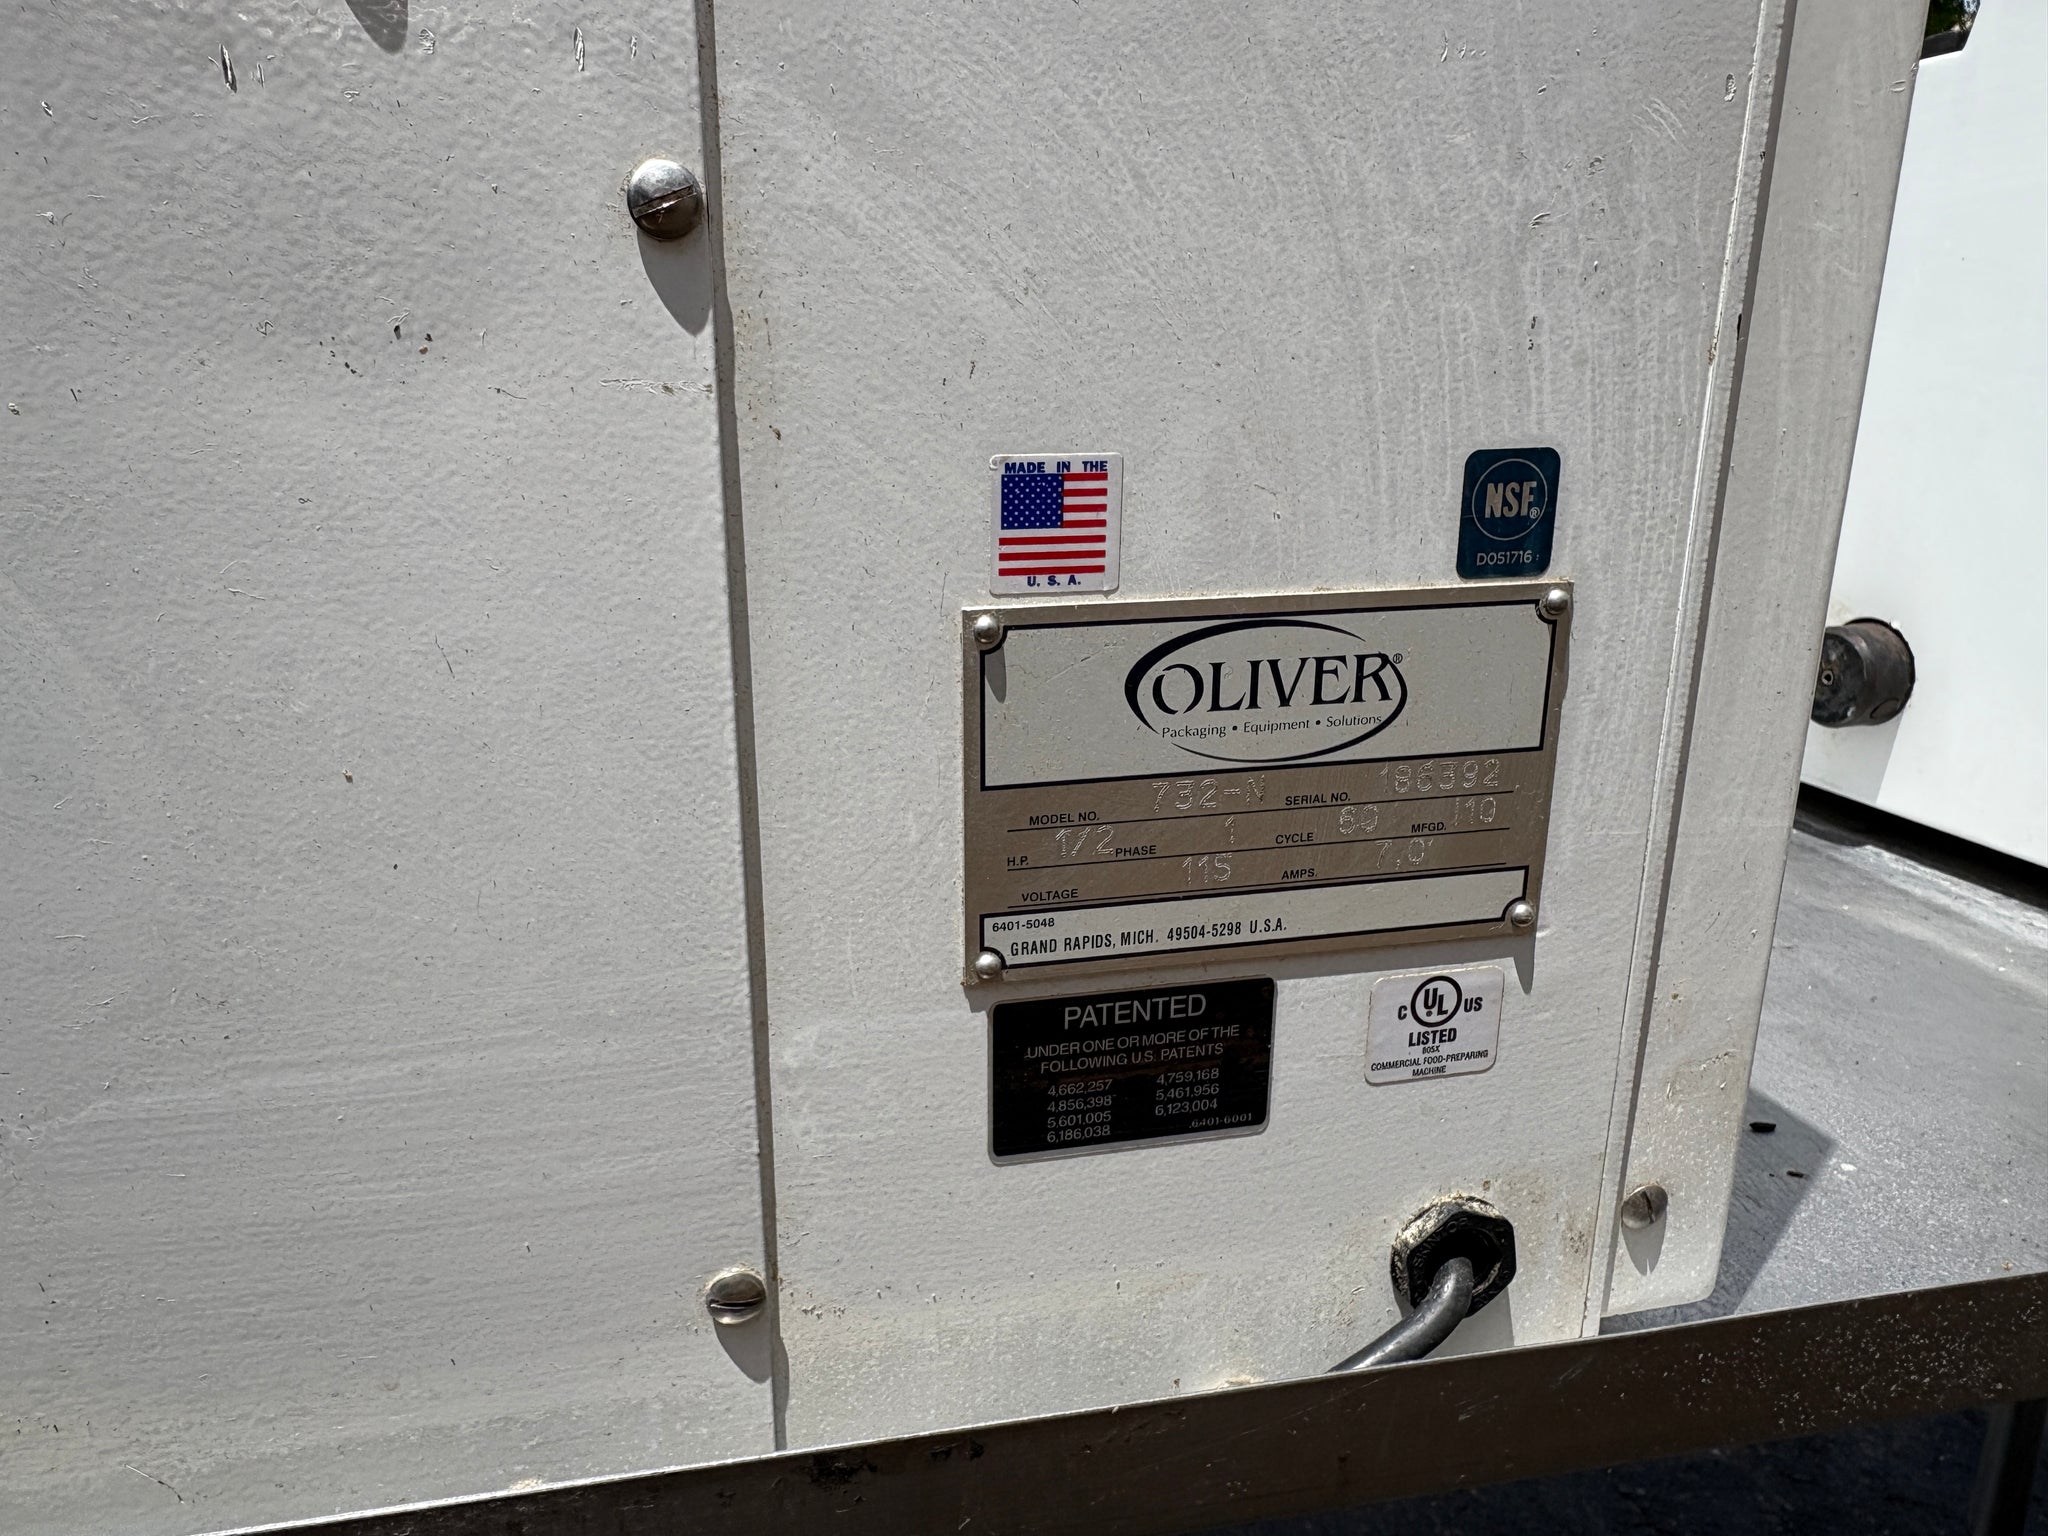 MADE IN THE
U. S. A.
NSF®
D051716
OLIVER®
Packaging • Equipment • Solutions
MODEL NO. 732-N SERIAL NO. 186392
H.P. 1/2 PHASE 1 CYCLE 60 MFGD. 110
VOLTAGE 115 AMPS. 7.0
6401-5048
GRAND RAPIDS, MICH. 49504-5298 U.S.A.
PATENTED
UNDER ONE OR MORE OF THE
FOLLOWING U.S. PATENTS
4,662,257 4,759,168
4,856,398 5,461,956
5,601,005 6,123,004
6,186,038 6401-6001
C UL US
LISTED
805X
COMMERCIAL FOOD-PREPARING
MACHINE